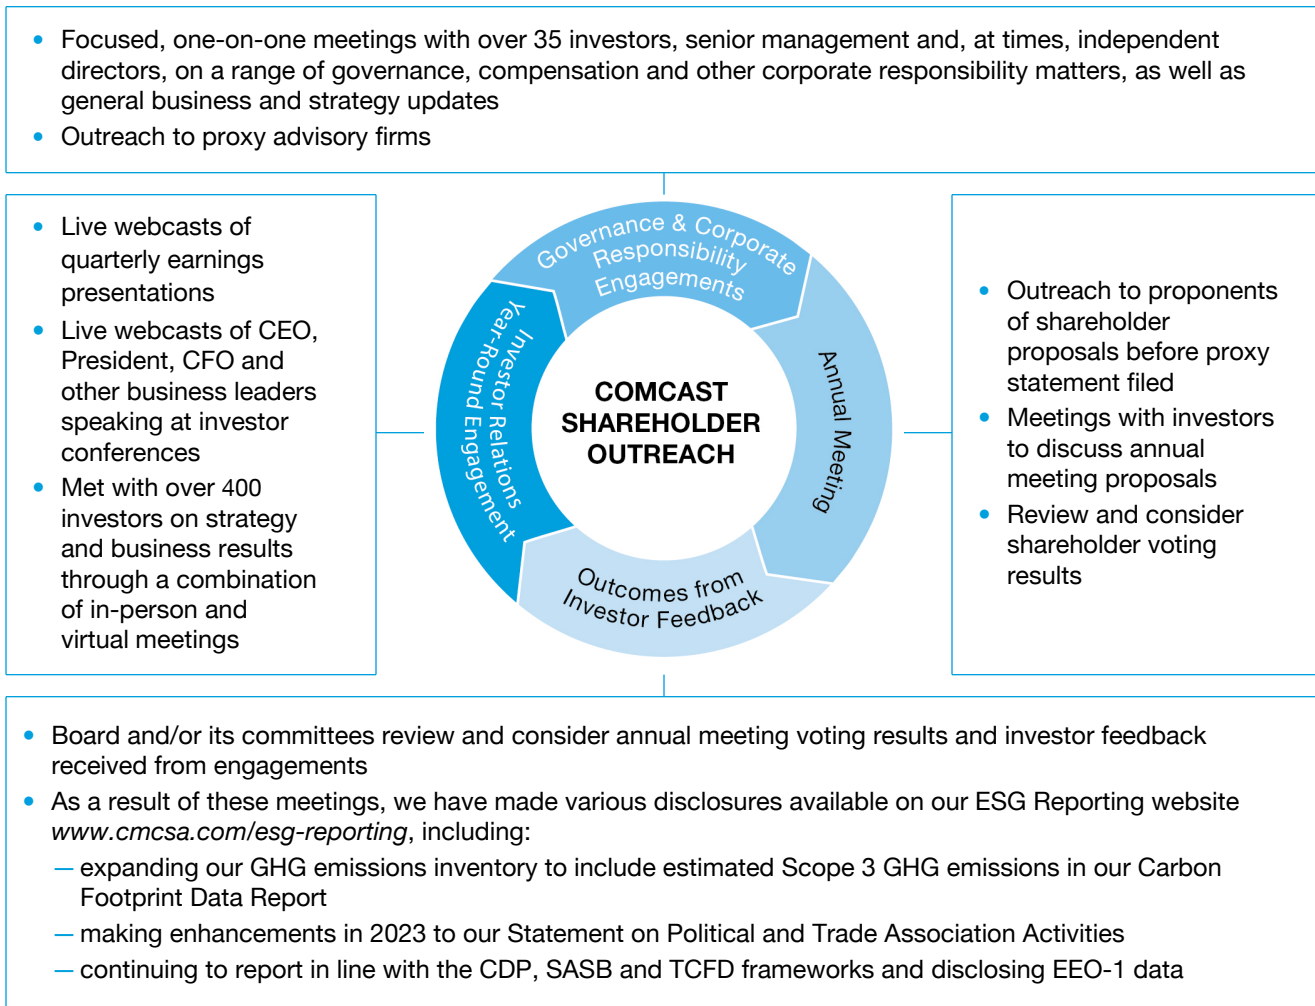 • Focused, one-on-one meetings with over 35 investors, senior management and, at times, independent
directors, on a range of governance, compensation and other corporate responsibility matters, as well as
general business and strategy updates
• Outreach to proxy advisory firms
• Live webcasts of
quarterly earnings
presentations
• Live webcasts of CEO,
President, CFO and
other business leaders
speaking at investor
conferences
• Met with over 400
investors on strategy
and business results
through a combination
of in-person and
virtual meetings
Governance & Corporate
Responsibility
Engagements
Investor Relations
Year-Round Engagement
COMCAST
SHAREHOLDER
OUTREACH
Annual Meeting
Outcomes from
Investor Feedback
• Outreach to proponents
of shareholder
proposals before proxy
statement filed
• Meetings with investors
to discuss annual
meeting proposals
• Review and consider
shareholder voting
results
• Board and/or its committees review and consider annual meeting voting results and investor feedback
received from engagements
• As a result of these meetings, we have made various disclosures available on our ESG Reporting website
www.cmcsa.com/esg-reporting, including:
— expanding our GHG emissions inventory to include estimated Scope 3 GHG emissions in our Carbon
Footprint Data Report
— making enhancements in 2023 to our Statement on Political and Trade Association Activities
— continuing to report in line with the CDP, SASB and TCFD frameworks and disclosing EEO-1 data